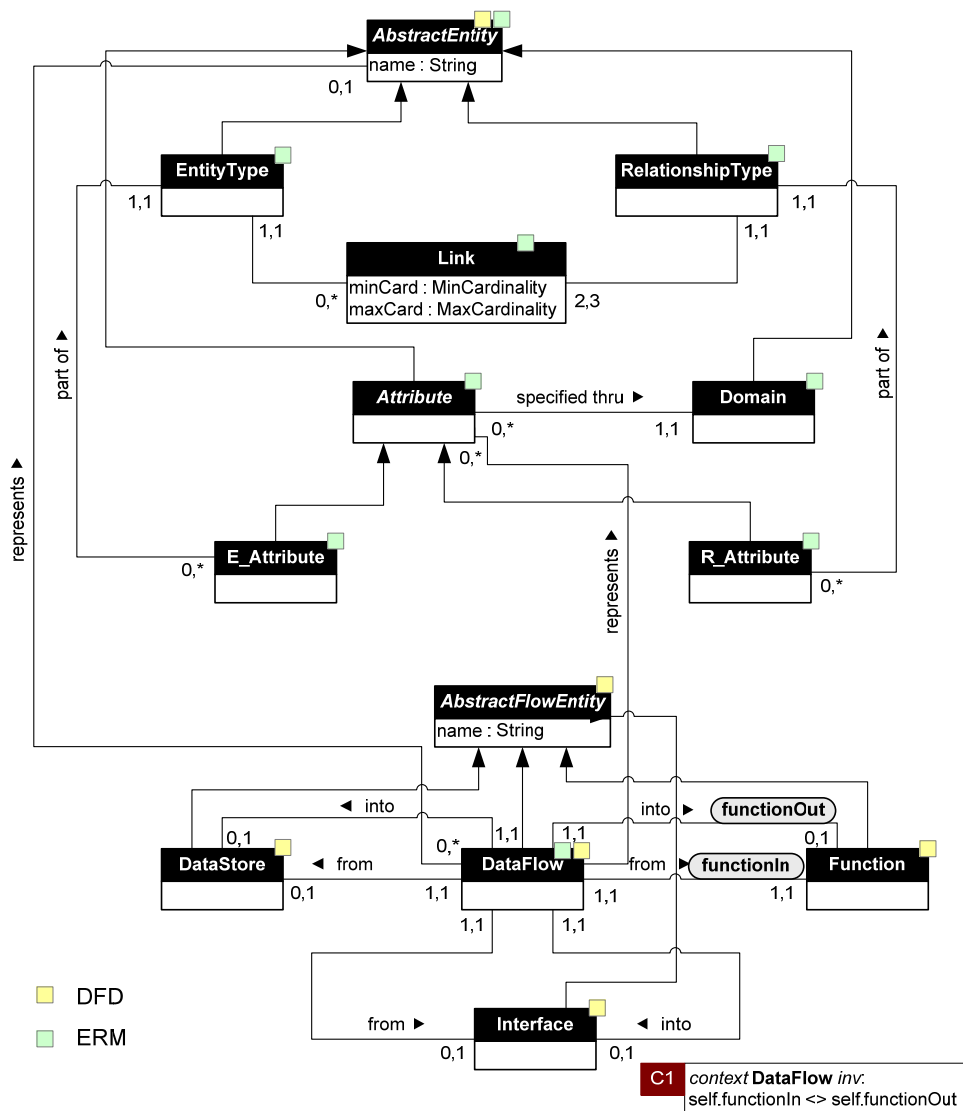 AbstractEntity
name : String
0,1
EntityType
RelationshipType
1,1
1,1
1,1
1,1
Link
minCard : MinCardinality
maxCard : MaxCardinality
0,*
2,3
part of ▶
part of ▶
Attribute
specified thru ▶
Domain
0,*
1,1
0,*
represents ▶
E_Attribute
R_Attribute
0,*
0,*
represents ▶
AbstractFlowEntity
name : String
◀ into
into ▶
functionOut
0,1
1,1
1,1
0,1
0,*
DataStore
◀ from
DataFlow
from ▶
functionIn
Function
0,1
1,1
1,1
1,1
1,1
1,1
DFD
ERM
from ▶
Interface
◀ into
0,1
0,1
C1
context DataFlow inv:
self.functionIn <> self.functionOut